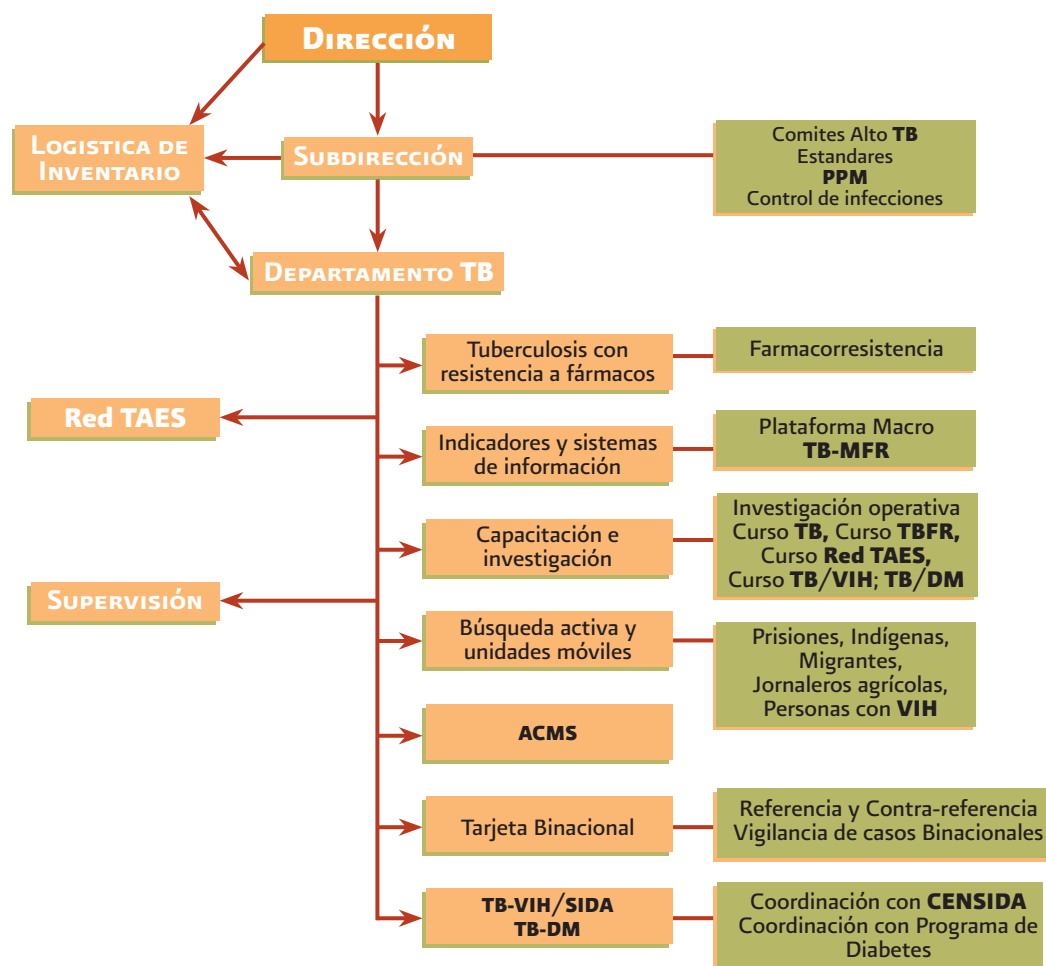 Dirección
Logistica de
Inventario
Subdirección
Comites Alto TB
Estandares
PPM
Control de infecciones
Departamento TB
Tuberculosis con
resistencia a fármacos
Farmacorresistencia
Red TAES
Indicadores y sistemas
de información
Plataforma Macro
TB-MFR
Capacitación e
investigación
Investigación operativa
Curso TB, Curso TBFR,
Curso Red TAES,
Curso TB/VIH; TB/DM
Supervisión
Búsqueda activa y
unidades móviles
Prisiones, Indígenas,
Migrantes,
Jornaleros agrícolas,
Personas con VIH
ACMS
Tarjeta Binacional
Referencia y Contra-referencia
Vigilancia de casos Binacionales
TB-VIH/SIDA
TB-DM
Coordinación con CENSIDA
Coordinación con Programa de
Diabetes